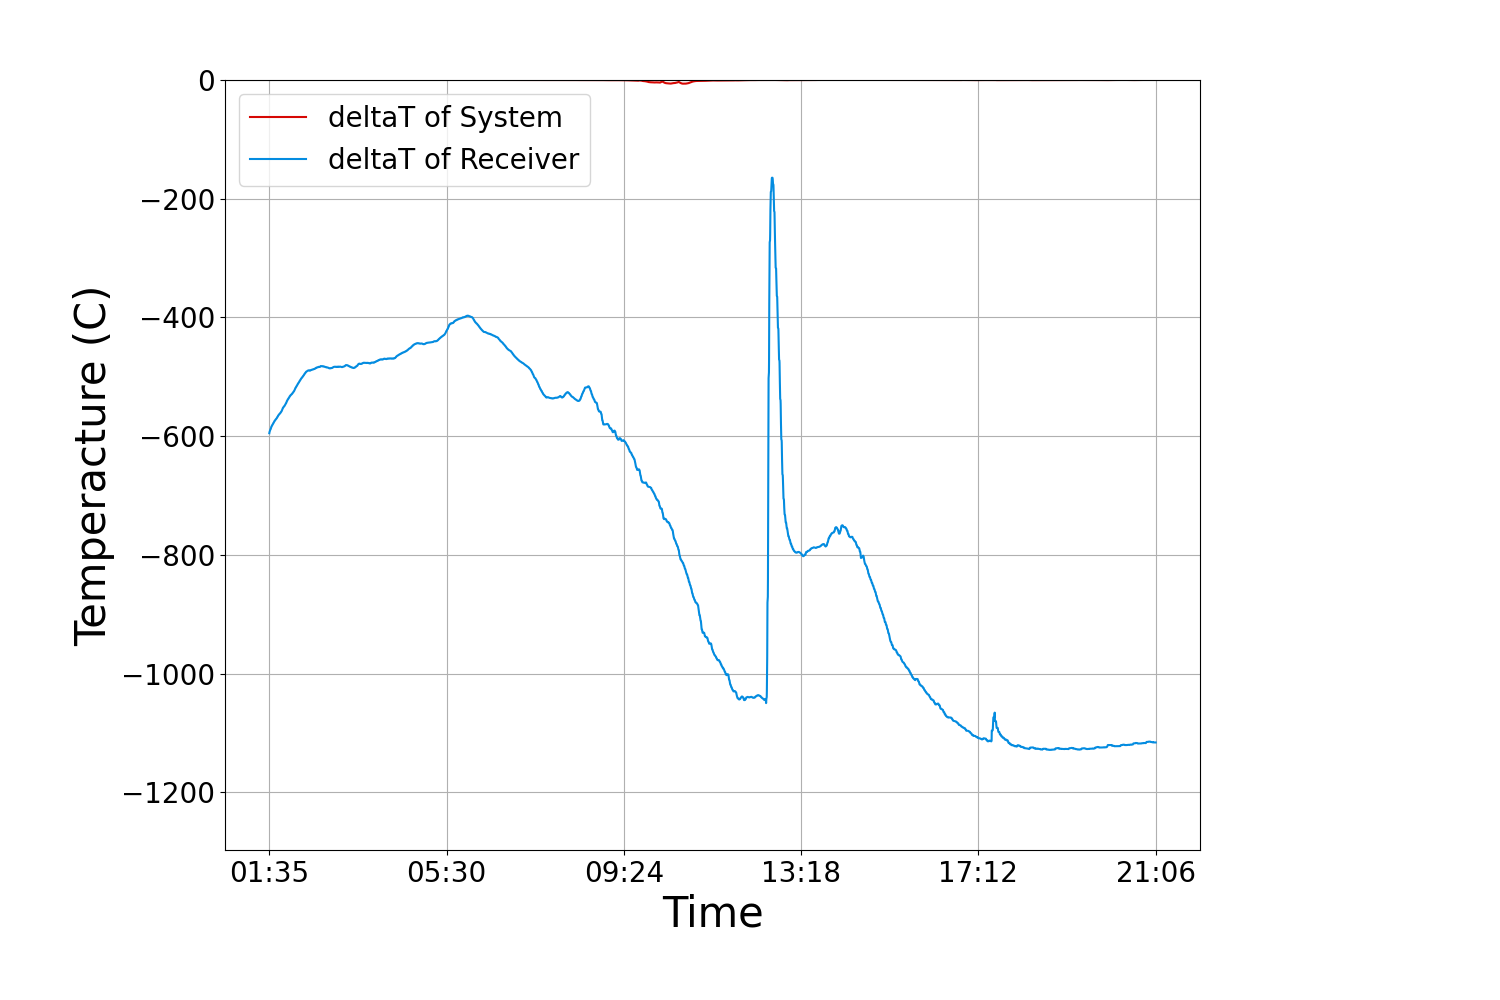 0
−200
−400
−600
−800
−1000
−1200
Temperacture (C)
deltaT of System
deltaT of Receiver
01:35 05:30 09:24 13:18 17:12 21:06
Time